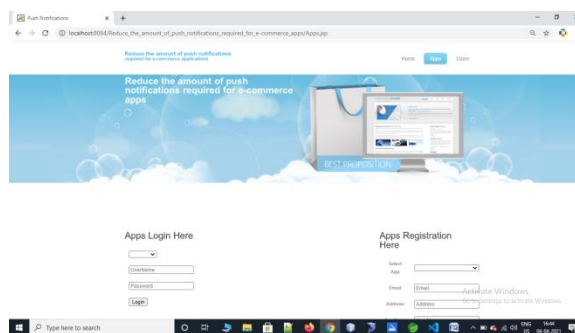 Push Notifications
localhost:8084/Reduce_the_amount_of_push_notifications_required_for_e-commerce_apps/Apps.jsp
Reduce the amount of push notifications
required for e-commerce applications
Home
Apps
Users
Reduce the amount of push
notifications required for e-commerce
apps
BEST PROPOSITION
Apps Login Here
UserName
Password
Login
Apps Registration
Here
Select
App
Email
Email
Address
Address
Activate Windows
Go to Settings to activate Windows.
Type here to search
ENG
US
16:44